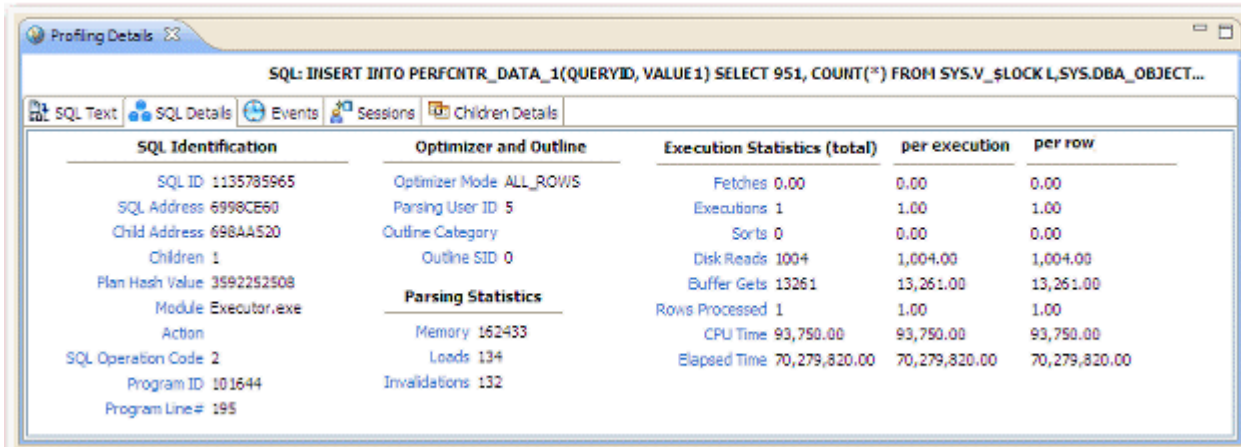 Profiling Details
SQL: INSERT INTO PERFCNTR_DATA_1(QUERYID, VALUE1) SELECT 951, COUNT(*) FROM SYS.V_$LOCK L,SYS.DBA_OBJECT...
SQL Text SQL Details Events Sessions Children Details
SQL Identification
SQL ID 1135785965
SQL Address 6998CE60
Child Address 698AA520
Children 1
Plan Hash Value 3592252508
Module Executor.exe
Action
SQL Operation Code 2
Program ID 101644
Program Line# 195
Optimizer and Outline
Optimizer Mode ALL_ROWS
Parsing User ID 5
Outline Category
Outline SID 0
Parsing Statistics
Memory 162433
Loads 134
Invalidations 132
Execution Statistics (total) per execution per row
Fetches 0.00 0.00 0.00
Executions 1 1.00 1.00
Sorts 0 0.00 0.00
Disk Reads 1004 1,004.00 1,004.00
Buffer Gets 13261 13,261.00 13,261.00
Rows Processed 1 1.00 1.00
CPU Time 93,750.00 93,750.00 93,750.00
Elapsed Time 70,279,820.00 70,279,820.00 70,279,820.00